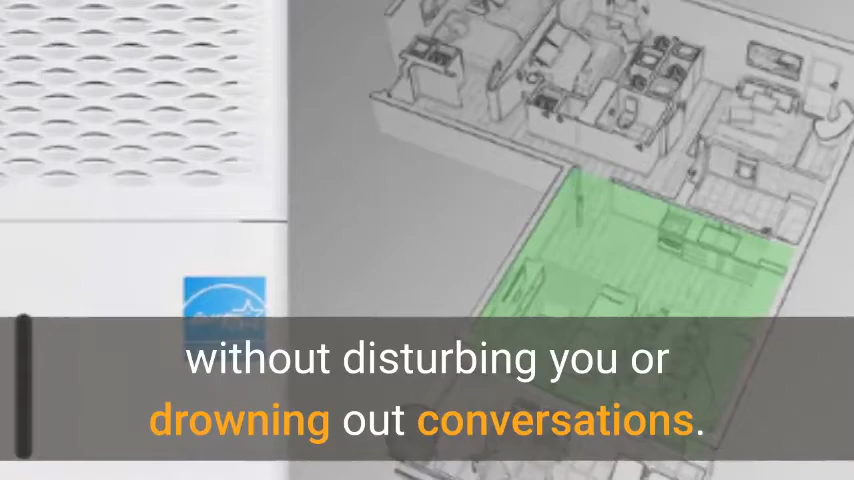 without disturbing you or
drowning out conversations.